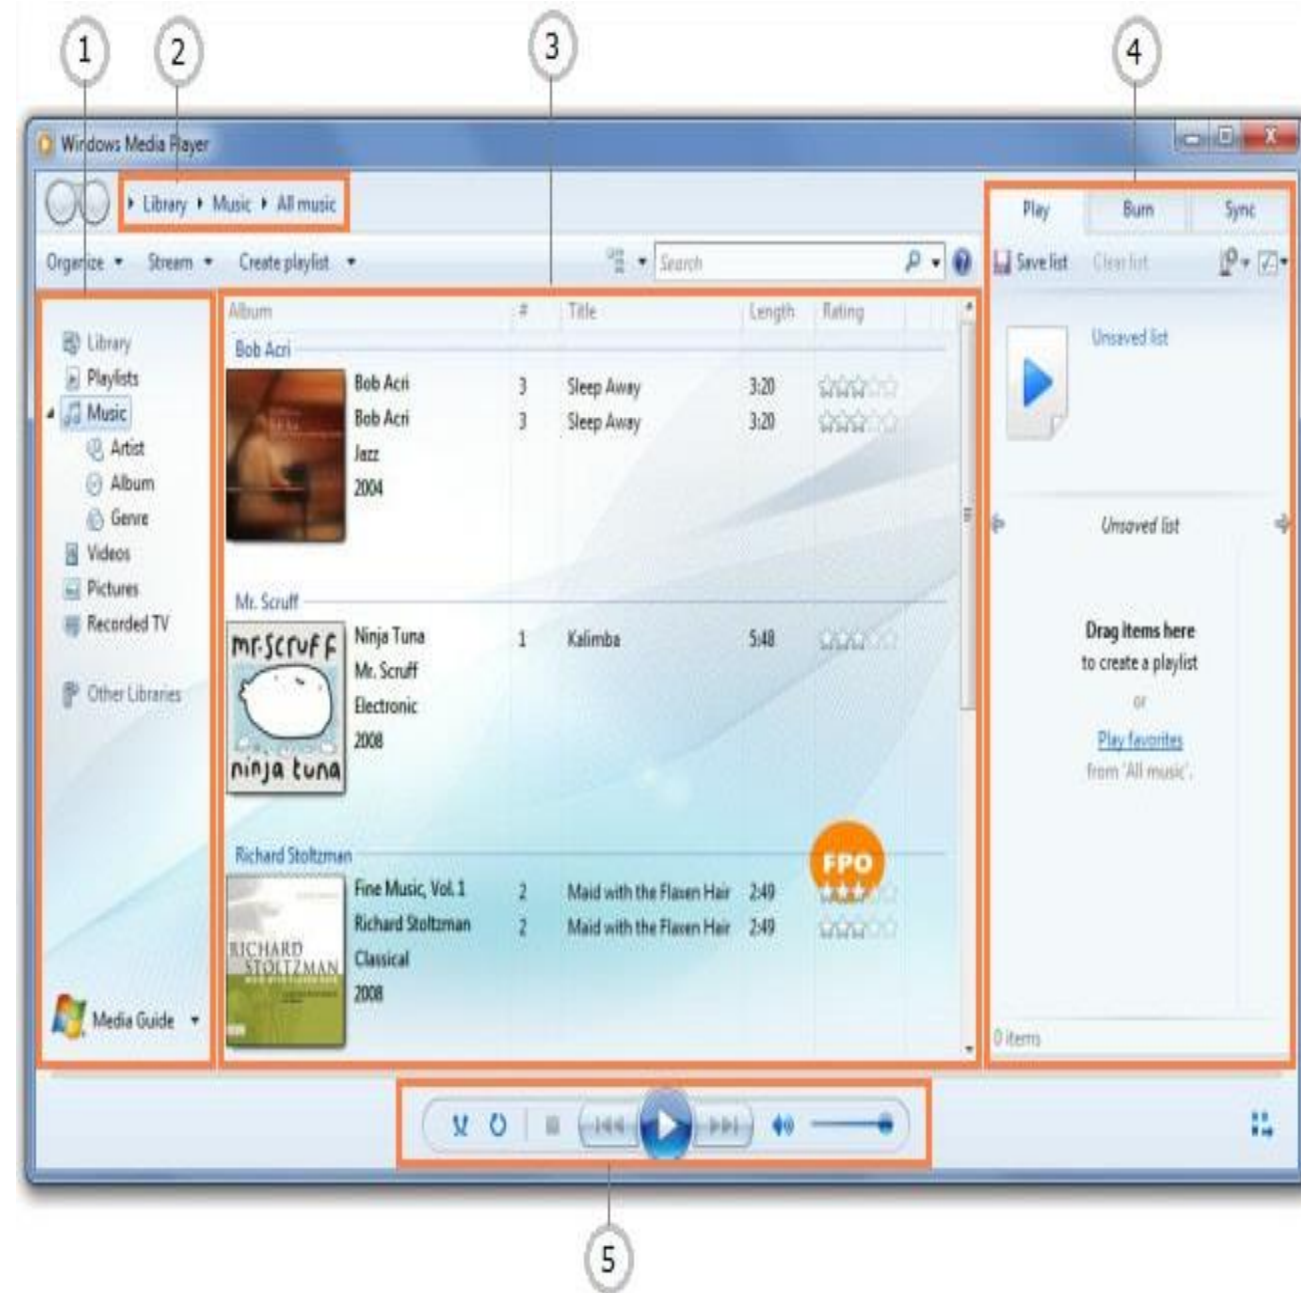 1
2
3
4
Windows Media Player
Library Music All music
Play Burn Sync
Organize Stream Create playlist Search
Save list Clear list
Library
Playlists
Music
Artist
Album
Genre
Videos
Pictures
Recorded TV
Other Libraries
Media Guide
Album # Title Length Rating
Bob Acri
Bob Acri 3 Sleep Away 3:20
Bob Acri 3 Sleep Away 3:20
Jazz
2004
Mr. Scruff
mr.scruff
ninja tuna
Ninja Tuna 1 Kalimba 5:48
Mr. Scruff
Electronic
2008
Richard Stoltzman
FPO
RICHARD
STOLTZMAN
Fine Music, Vol. 1 2 Maid with the Flaxen Hair 2:49
Richard Stoltzman 2 Maid with the Flaxen Hair 2:49
Classical
2008
Unsaved list
Unsaved list
Drag items here
to create a playlist
or
Play favorites
from 'All music'.
0 items
5